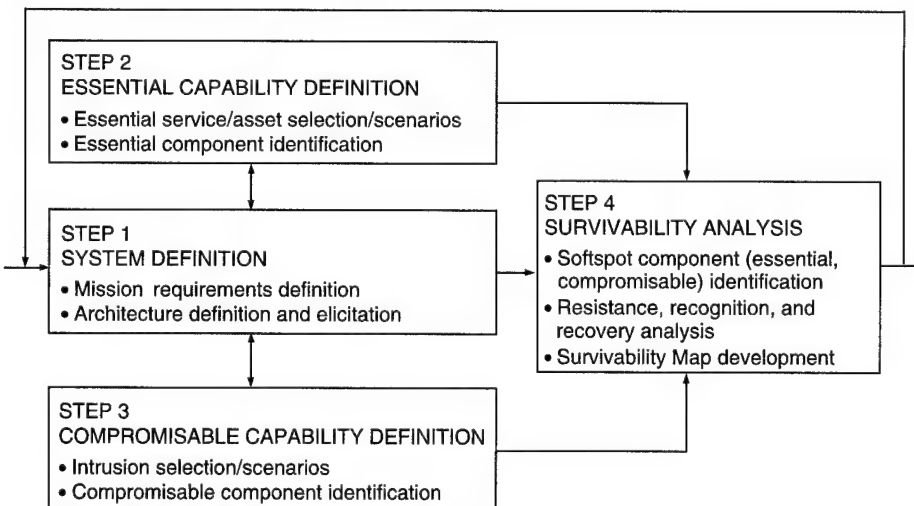 STEP 2
ESSENTIAL CAPABILITY DEFINITION
• Essential service/asset selection/scenarios
• Essential component identification
STEP 1
SYSTEM DEFINITION
• Mission requirements definition
• Architecture definition and elicitation
STEP 3
COMPROMISABLE CAPABILITY DEFINITION
• Intrusion selection/scenarios
• Compromisable component identification
STEP 4
SURVIVABILITY ANALYSIS
• Softspot component (essential,
compromisable) identification
• Resistance, recognition, and
recovery analysis
• Survivability Map development